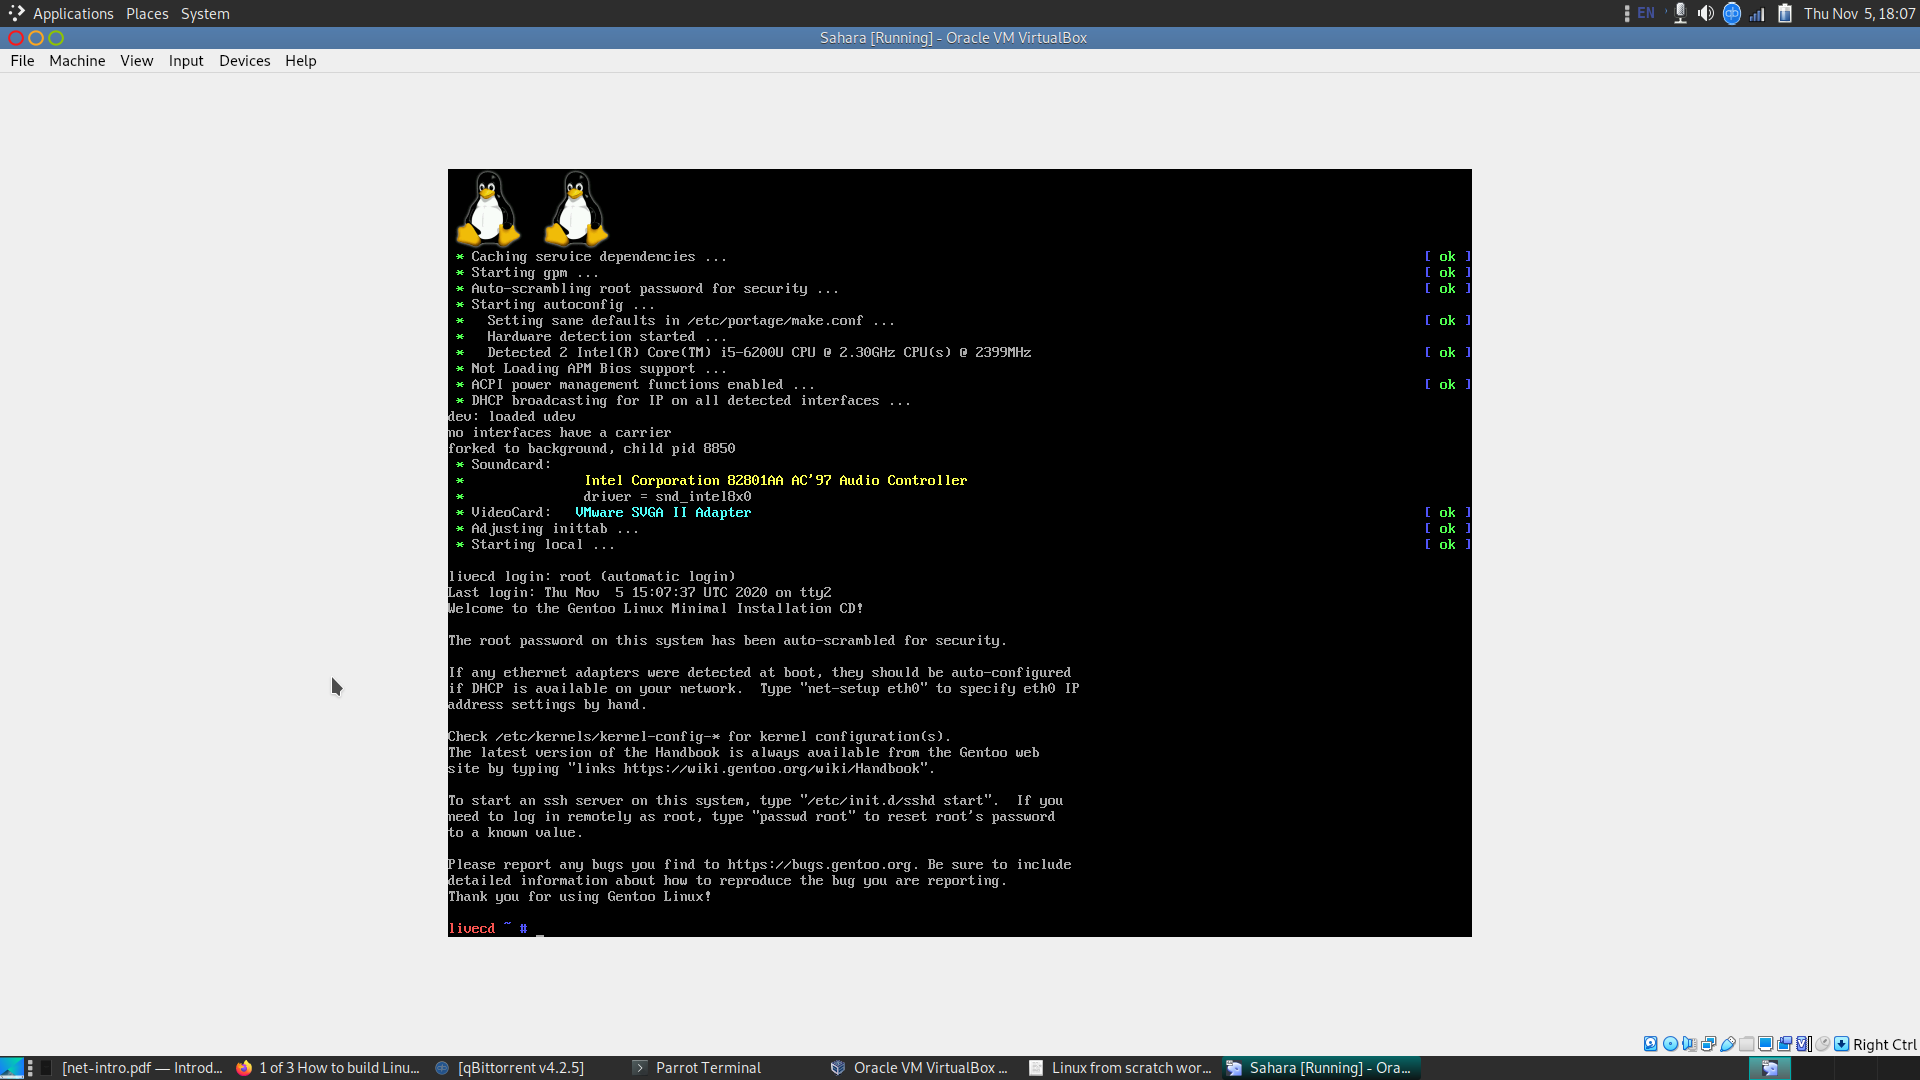 Applications Places System
EN
Thu Nov 5, 18:07
Sahara [Running] - Oracle VM VirtualBox
File Machine View Input Devices Help
* Caching service dependencies ... [ ok ]
* Starting gpm ... [ ok ]
* Auto-scrambling root password for security ... [ ok ]
* Starting autoconfig ...
*   Setting sane defaults in /etc/portage/make.conf ... [ ok ]
*   Hardware detection started ...
*   Detected 2 Intel(R) Core(TM) i5-6200U CPU @ 2.30GHz CPU(s) @ 2399MHz [ ok ]
* Not Loading APM Bios support ...
* ACPI power management functions enabled ... [ ok ]
* DHCP broadcasting for IP on all detected interfaces ...
dev: loaded udev
no interfaces have a carrier
forked to background, child pid 8850
* Soundcard:
* Intel Corporation 82801AA AC'97 Audio Controller
* driver = snd_intel8x0
* VideoCard: VMware SVGA II Adapter [ ok ]
* Adjusting inittab ... [ ok ]
* Starting local ... [ ok ]
livecd login: root (automatic login)
Last login: Thu Nov  5 15:07:37 UTC 2020 on tty2
Welcome to the Gentoo Linux Minimal Installation CD!
The root password on this system has been auto-scrambled for security.
If any ethernet adapters were detected at boot, they should be auto-configured
if DHCP is available on your network.  Type "net-setup eth0" to specify eth0 IP
address settings by hand.
Check /etc/kernels/kernel-config-* for kernel configuration(s).
The latest version of the Handbook is always available from the Gentoo web
site by typing "links https://wiki.gentoo.org/wiki/Handbook".
To start an ssh server on this system, type "/etc/init.d/sshd start".  If you
need to log in remotely as root, type "passwd root" to reset root's password
to a known value.
Please report any bugs you find to https://bugs.gentoo.org. Be sure to include
detailed information about how to reproduce the bug you are reporting.
Thank you for using Gentoo Linux!
livecd ~ # _
Right Ctrl
[net-intro.pdf — Introd... 1 of 3 How to build Linu... [qBittorrent v4.2.5] Parrot Terminal Oracle VM VirtualBox ... Linux from scratch wor... Sahara [Running] - Ora...